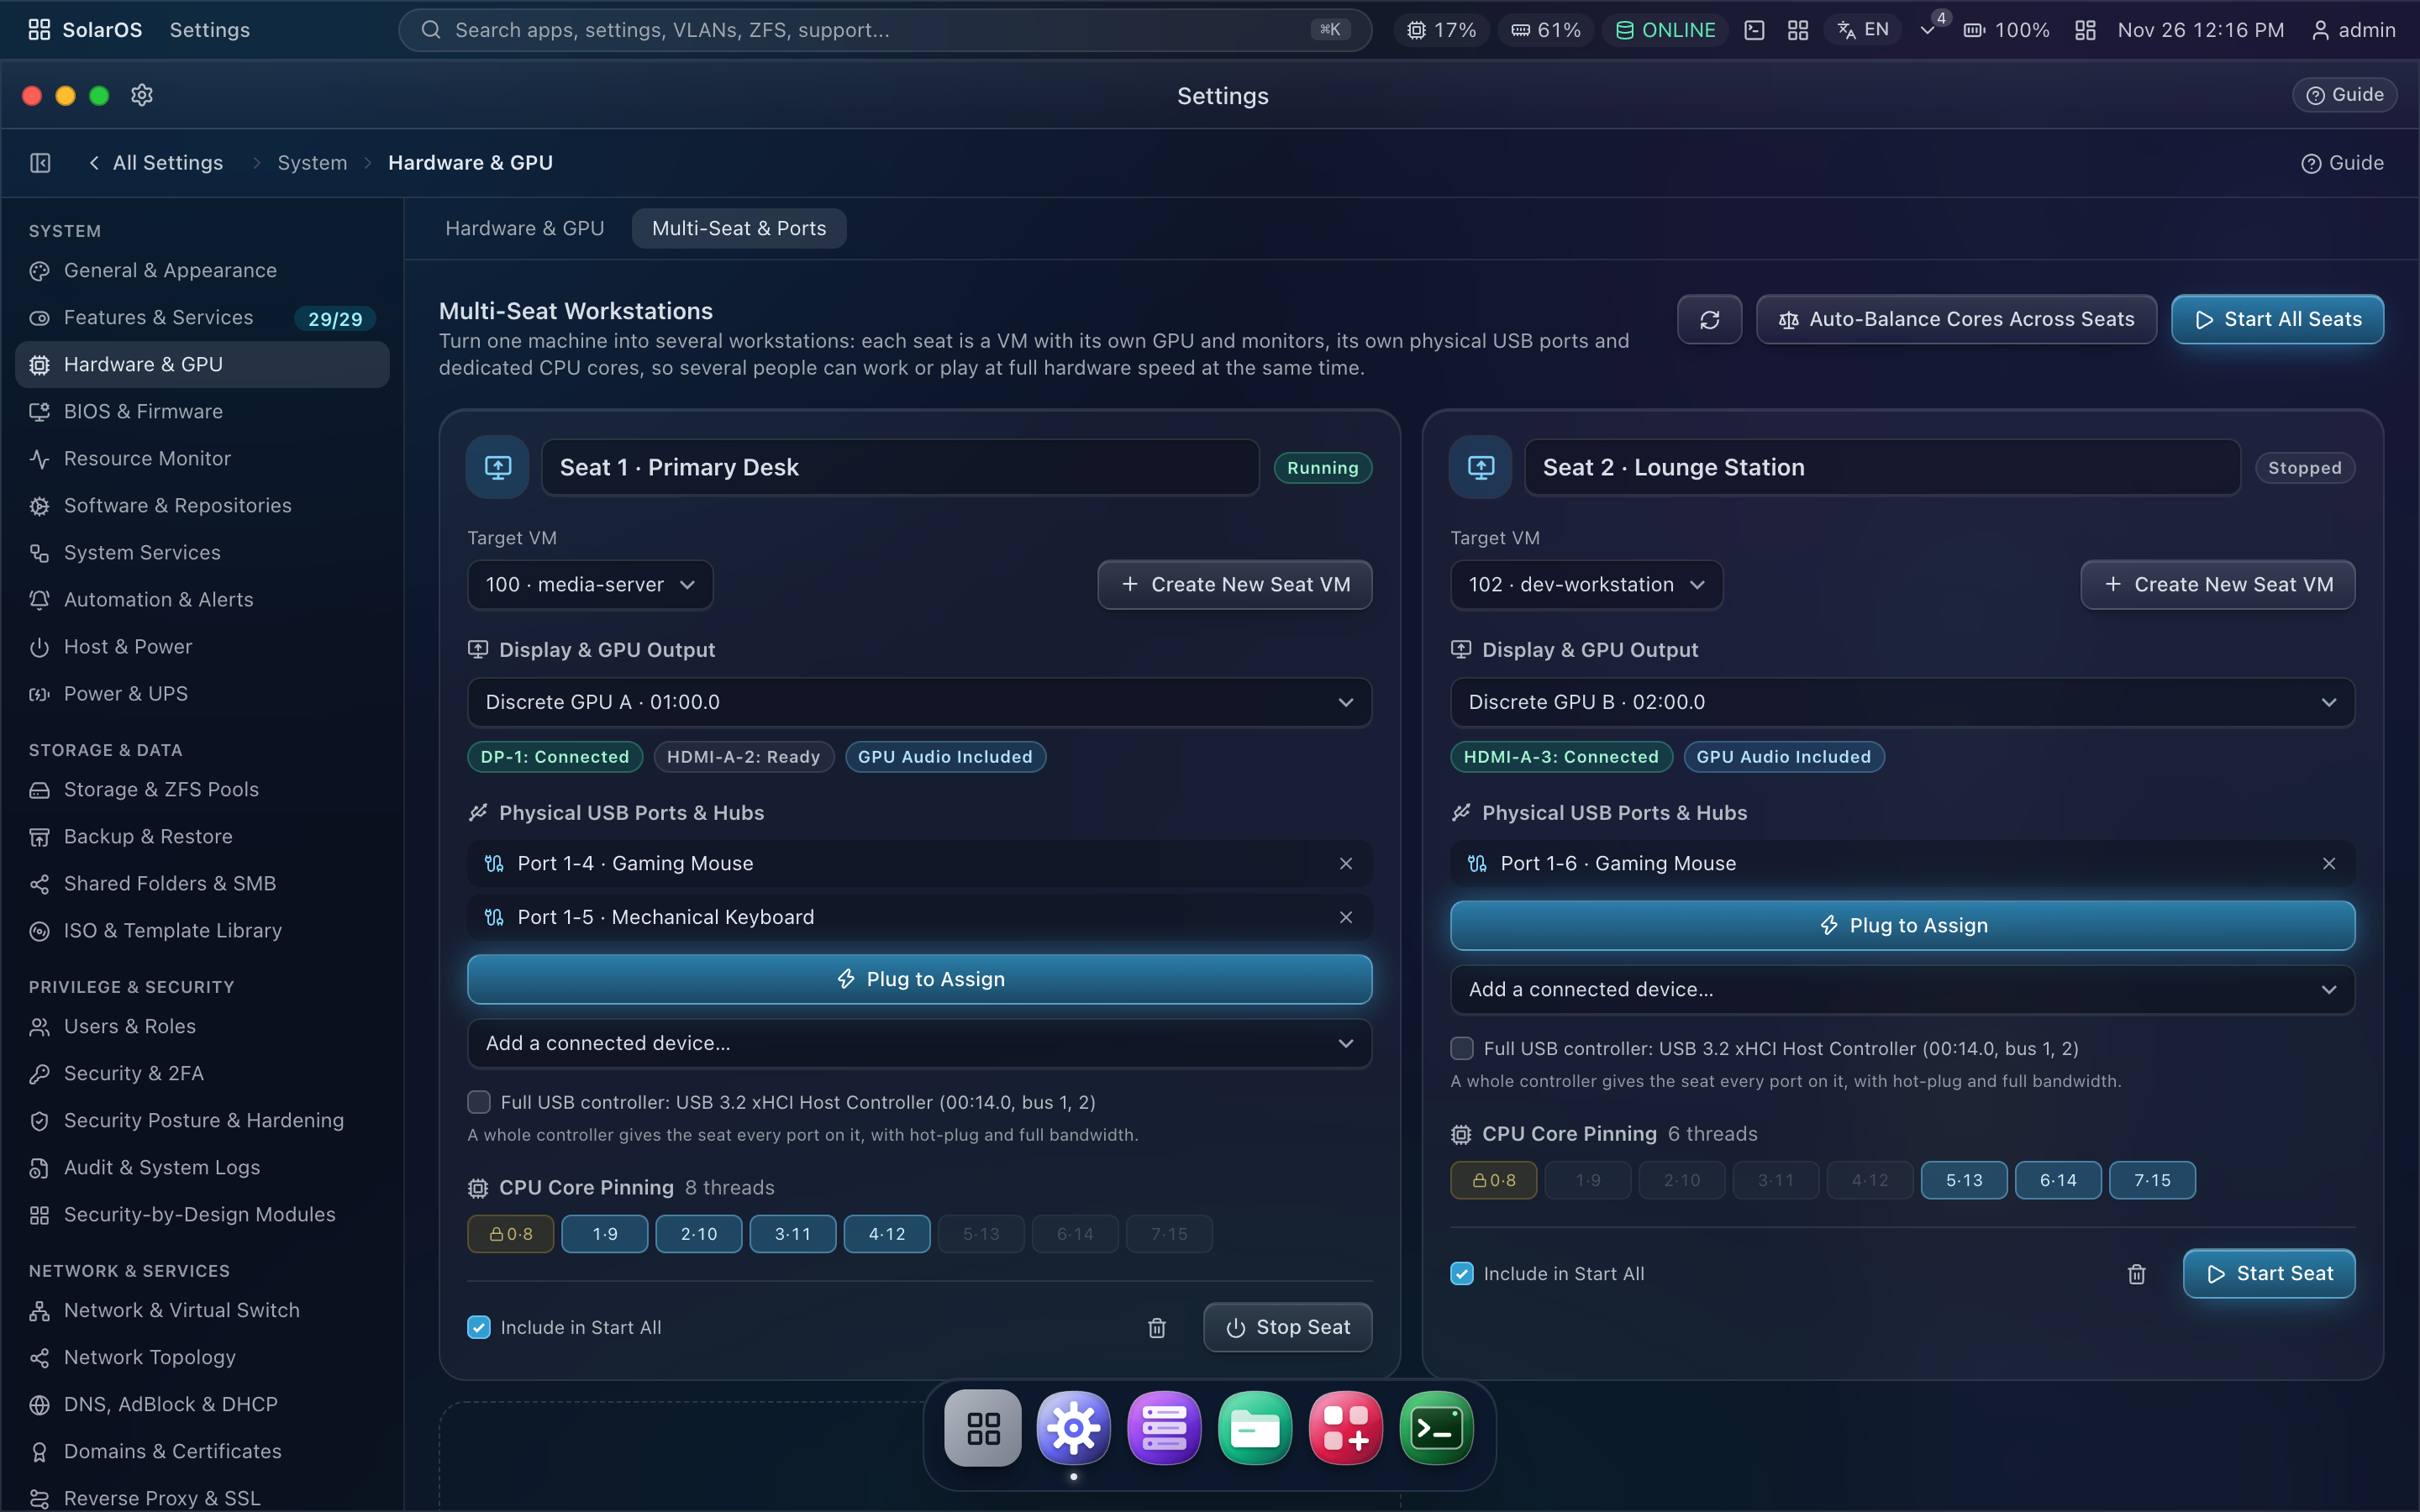 SolarOS Settings
Search apps, settings, VLANs, ZFS, support... ⌘K
17% 61% ONLINE EN 4 100% Nov 26 12:16 PM admin
Settings
Guide
All Settings System Hardware & GPU
Guide
SYSTEM
General & Appearance
Features & Services 29/29
Hardware & GPU
BIOS & Firmware
Resource Monitor
Software & Repositories
System Services
Automation & Alerts
Host & Power
Power & UPS
STORAGE & DATA
Storage & ZFS Pools
Backup & Restore
Shared Folders & SMB
ISO & Template Library
PRIVILEGE & SECURITY
Users & Roles
Security & 2FA
Security Posture & Hardening
Audit & System Logs
Security-by-Design Modules
NETWORK & SERVICES
Network & Virtual Switch
Network Topology
DNS, AdBlock & DHCP
Domains & Certificates
Reverse Proxy & SSL
Hardware & GPU Multi-Seat & Ports
Multi-Seat Workstations
Turn one machine into several workstations: each seat is a VM with its own GPU and monitors, its own physical USB ports and
dedicated CPU cores, so several people can work or play at full hardware speed at the same time.
Auto-Balance Cores Across Seats
Start All Seats
Seat 1 · Primary Desk Running
Target VM
100 · media-server
Create New Seat VM
Display & GPU Output
Discrete GPU A · 01:00.0
DP-1: Connected HDMI-A-2: Ready GPU Audio Included
Physical USB Ports & Hubs
Port 1-4 · Gaming Mouse
Port 1-5 · Mechanical Keyboard
Plug to Assign
Add a connected device...
Full USB controller: USB 3.2 xHCI Host Controller (00:14.0, bus 1, 2)
A whole controller gives the seat every port on it, with hot-plug and full bandwidth.
CPU Core Pinning 8 threads
0·8 1·9 2·10 3·11 4·12 5·13 6·14 7·15
Include in Start All
Stop Seat
Seat 2 · Lounge Station Stopped
Target VM
102 · dev-workstation
Create New Seat VM
Display & GPU Output
Discrete GPU B · 02:00.0
HDMI-A-3: Connected GPU Audio Included
Physical USB Ports & Hubs
Port 1-6 · Gaming Mouse
Plug to Assign
Add a connected device...
Full USB controller: USB 3.2 xHCI Host Controller (00:14.0, bus 1, 2)
A whole controller gives the seat every port on it, with hot-plug and full bandwidth.
CPU Core Pinning 6 threads
0·8 1·9 2·10 3·11 4·12 5·13 6·14 7·15
Include in Start All
Start Seat